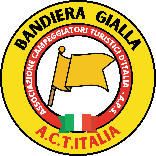 BANDIERA GIALLA
ASSOCIAZIONE CAMPEGGIATORI TURISTICI D'ITALIA - A.P.S.
A.C.T.ITALIA